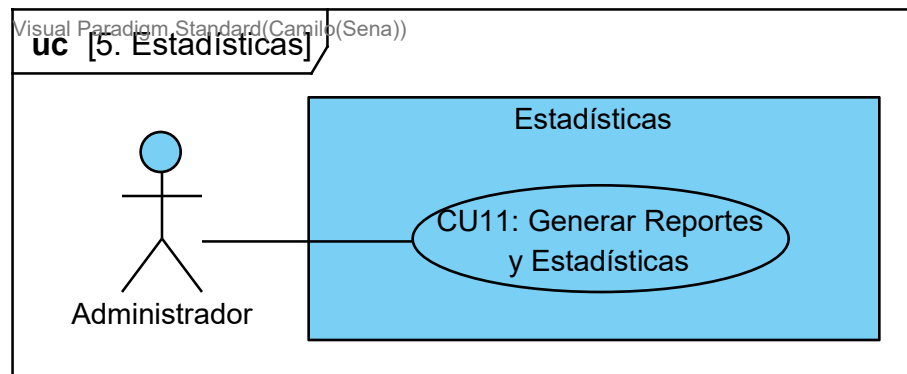 Visual Paradigm Standard(Camilo(Sena))
uc [5. Estadísticas]
Estadísticas
CU11: Generar Reportes
y Estadísticas
Administrador